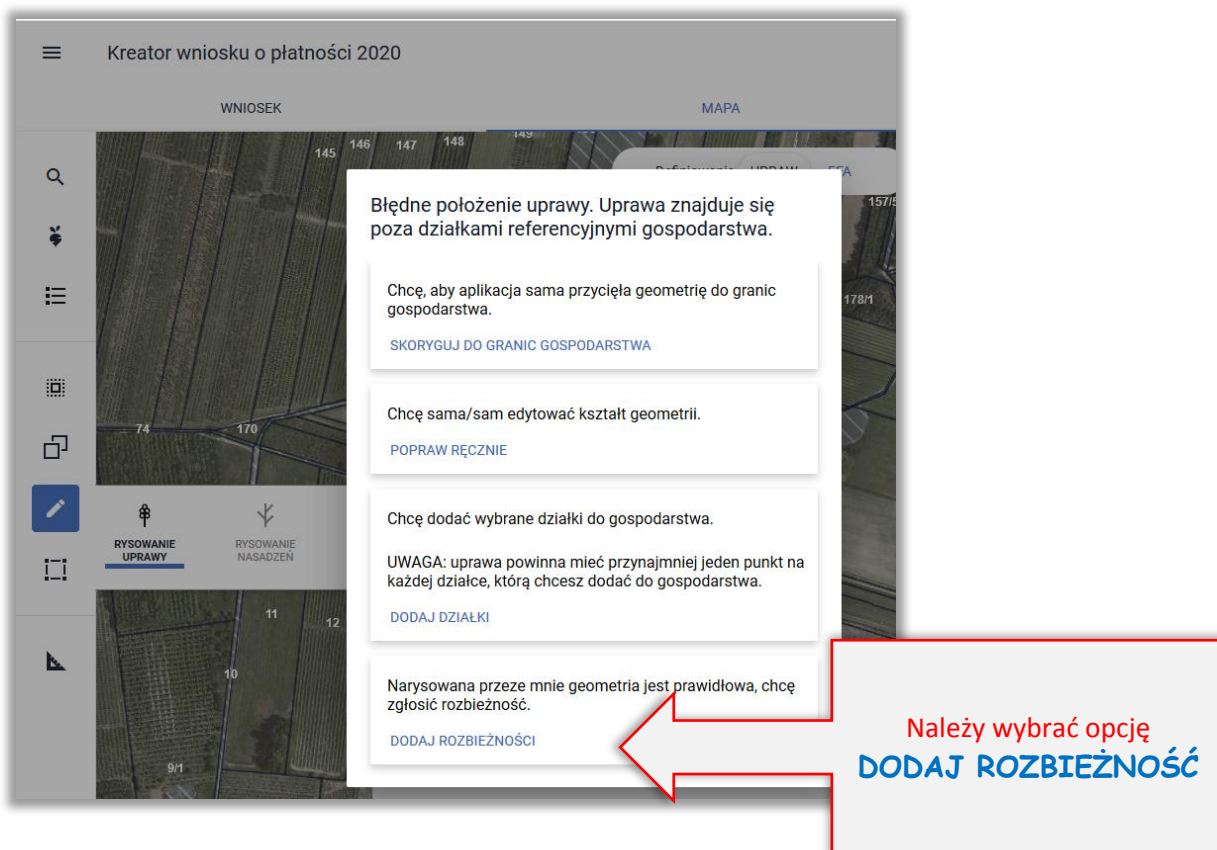 Kreator wniosku o płatności 2020
WNIOSEK
MAPA
145
146
147
148
149
UPRAW
EFA
157/5
Błędne położenie uprawy. Uprawa znajduje się
poza działkami referencyjnymi gospodarstwa.
Chcę, aby aplikacja sama przycięła geometrię do granic
gospodarstwa.
SKORYGUJ DO GRANIC GOSPODARSTWA
178/1
Chcę sama/sam edytować kształt geometrii.
POPRAW RĘCZNIE
74
170
Chcę dodać wybrane działki do gospodarstwa.
UWAGA: uprawa powinna mieć przynajmniej jeden punkt na
każdej działce, którą chcesz dodać do gospodarstwa.
DODAJ DZIAŁKI
RYSOWANIE
UPRAWY
RYSOWANIE
NASADZEŃ
11
12
10
9/1
Narysowana przeze mnie geometria jest prawidłowa, chcę
zgłosić rozbieżność.
DODAJ ROZBIEŻNOŚCI
Należy wybrać opcję
DODAJ ROZBIEŻNOŚĆ